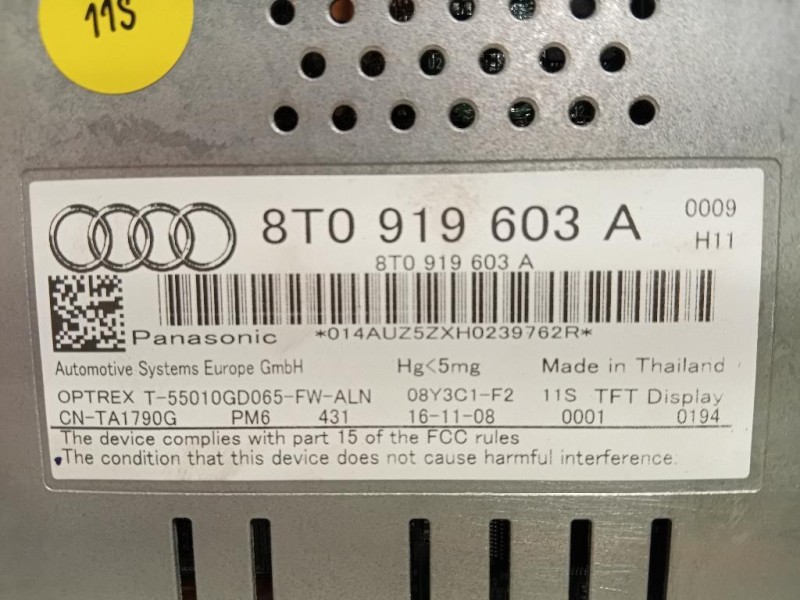 11S
8T0 919 603 A 0009
H11
8T0 919 603 A
Panasonic *014AUZ5ZXH0239762R*
Automotive Systems Europe GmbH Hg<5mg Made in Thailand
OPTREX T-55010GD065-FW-ALN 08Y3C1-F2 11S TFT Display
CN-TA1790G PM6 431 16-11-08 0001 0194
The device complies with part 15 of the FCC rules
The condition that this device does not cause harmful interference.